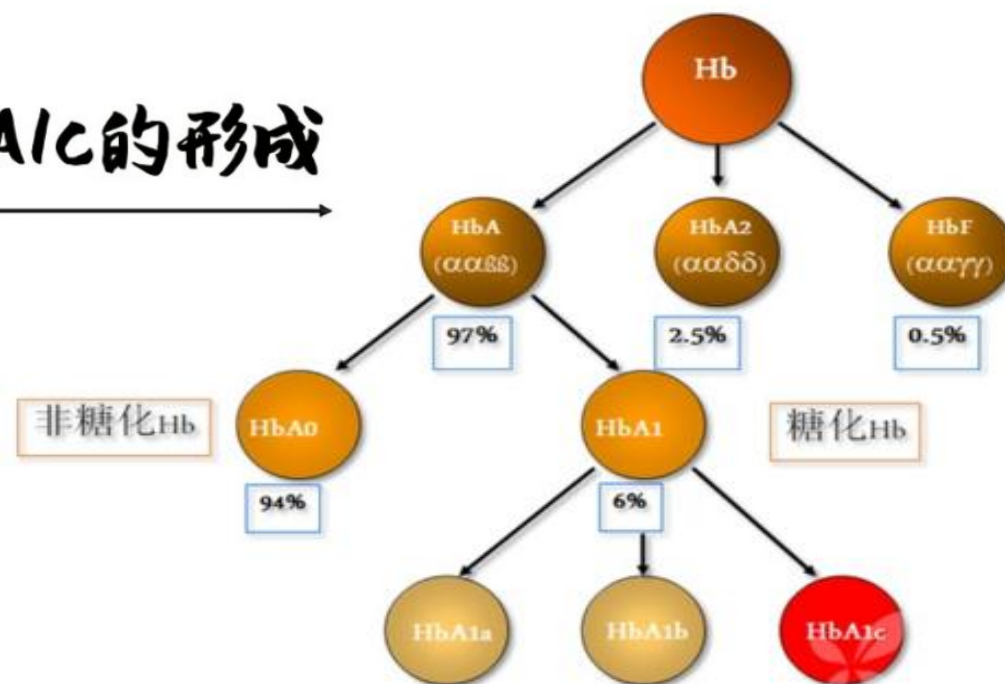 A1c的形成
Hb
HbA
(ααßß)
HbA2
(ααδδ)
HbF
(ααγγ)
97%
2.5%
0.5%
非糖化Hb
HbA0
HbA1
糖化Hb
94%
6%
HbA1a
HbA1b
HbA1c